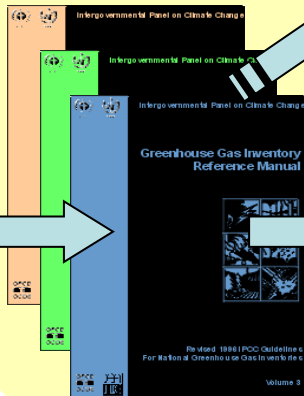 Intergovernmental Panel on Climate Change
Intergovernmental Panel on Climate
Intergovernmental Panel on Climate Change
Greenhouse Gas Inventory
Reference Manual
Revised 1996 IPCC Guidelines
For National Greenhouse Gas Inventories
Volume 3